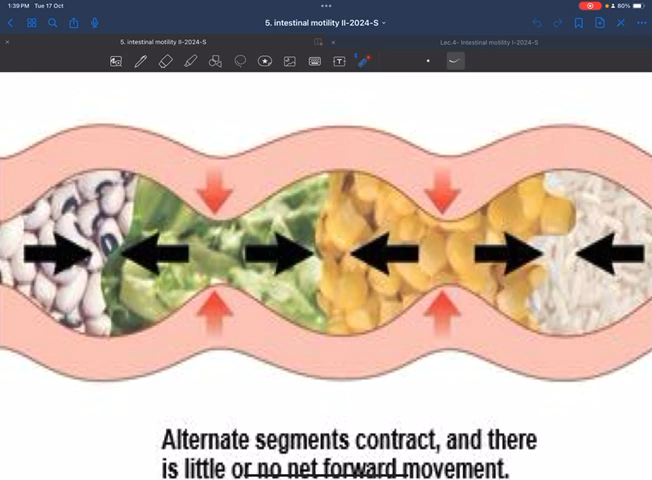 1:39 PM Tue 17 Oct
80%
5. intestinal motility II-2024-S
5. intestinal motility II-2024-S
Lec.4- Intestinal motility I-2024-S
Alternate segments contract, and there
is little or no net forward movement.